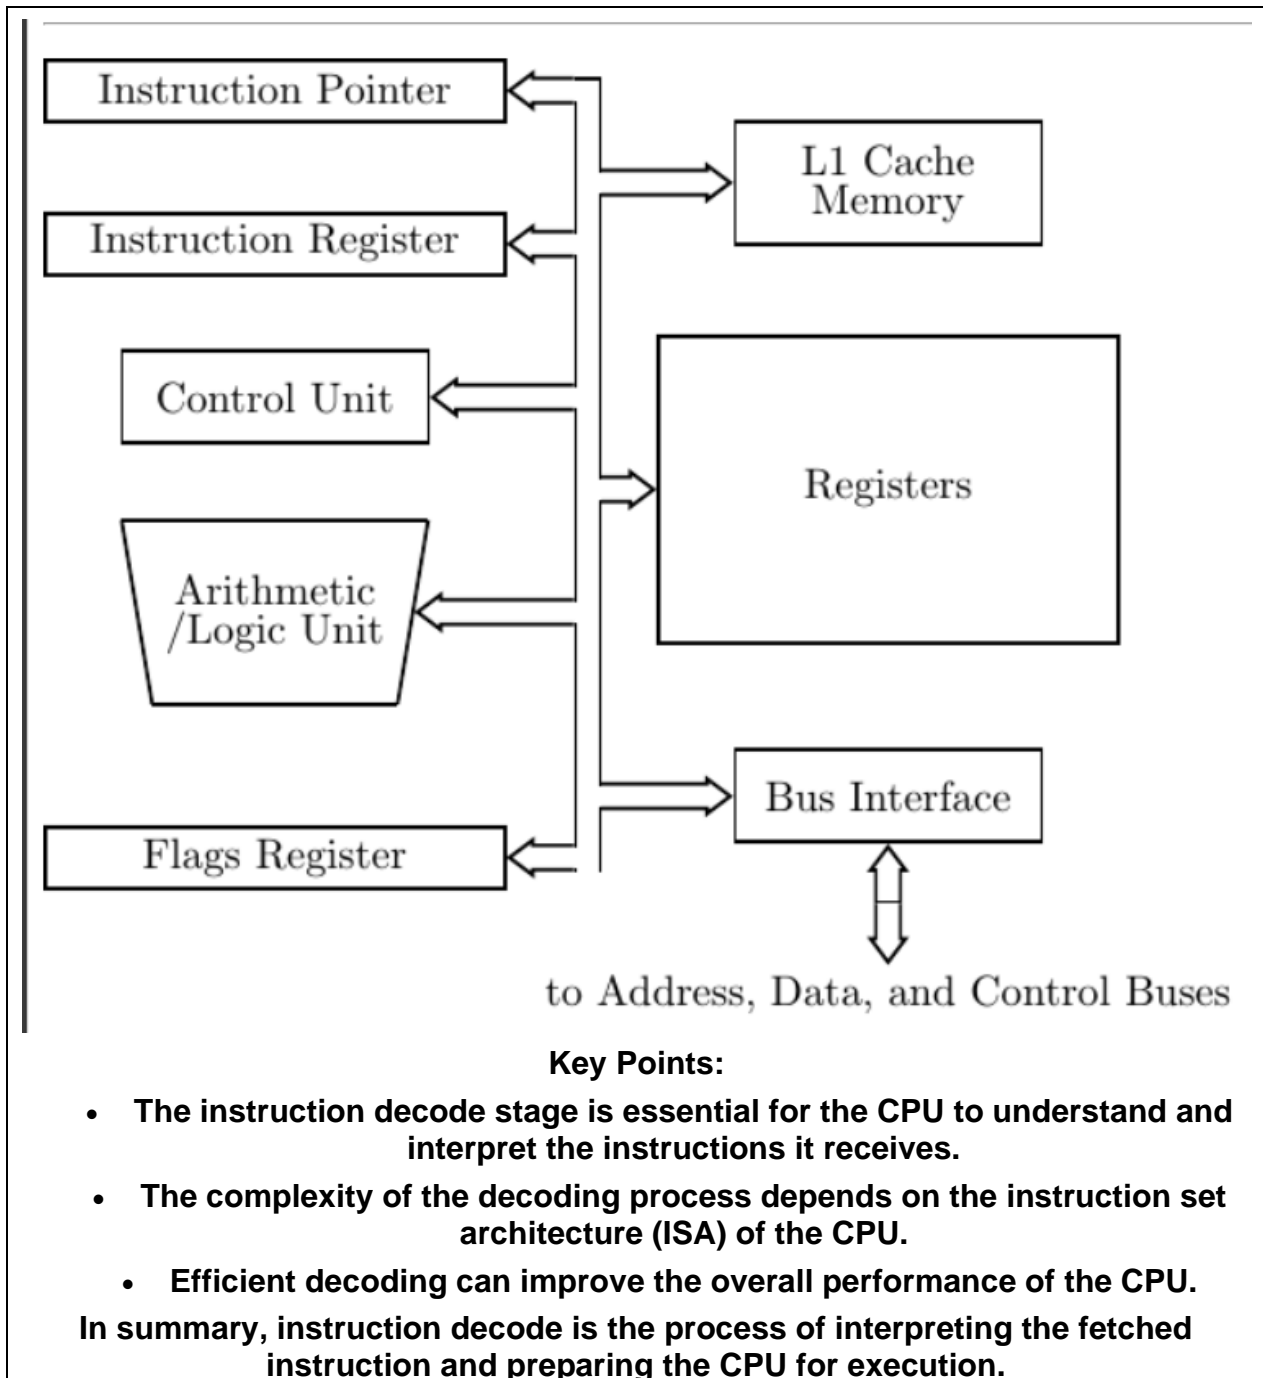 Instruction Pointer
L1 Cache
Memory
Instruction Register
Control Unit
Registers
Arithmetic
/Logic Unit
Bus Interface
Flags Register
to Address, Data, and Control Buses
Key Points:
• The instruction decode stage is essential for the CPU to understand and
interpret the instructions it receives.
• The complexity of the decoding process depends on the instruction set
architecture (ISA) of the CPU.
• Efficient decoding can improve the overall performance of the CPU.
In summary, instruction decode is the process of interpreting the fetched
instruction and preparing the CPU for execution.